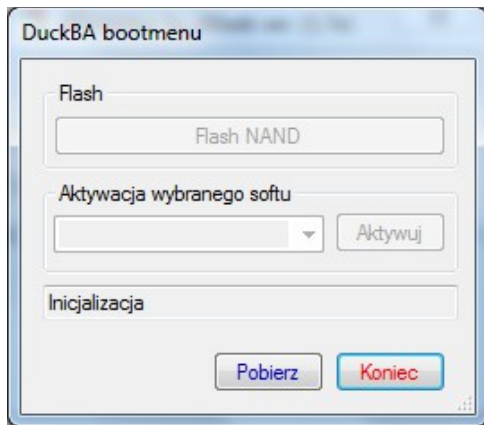 DuckBA bootmenu
Flash
Flash NAND
Aktywacja wybranego softu
Aktywuj
Inicjalizacja
Pobierz Koniec